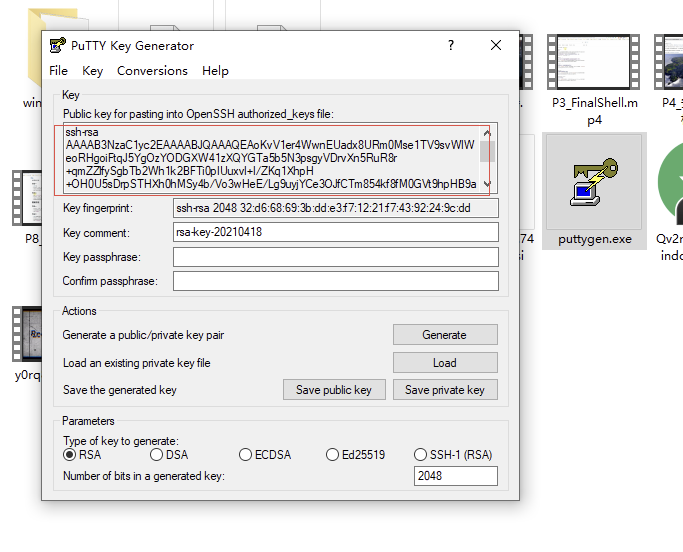 PuTTY Key Generator
File Key Conversions Help
Key
Public key for pasting into OpenSSH authorized_keys file:
ssh-rsa
AAAAB3NzaC1yc2EAAAABJQAAAQEAoKvV1er4WwnEUadx8URm0Mse1TV9svWIW
eoRHgoiRqJ5YgOzYODGXW41zXQYGTa5b5N3psgyVDrvXn5RuR8r
+qmZZlfySgbTb2Wh1k2BFTi0pIUuxvI+I/ZKq1XhpH
+OH0U5sDrpSTHXh0hMSy4b/Vo3wHeE/Lg9uyjYCe3OJfCTm854kf8fM0GVt9hpHB9a
Key fingerprint: ssh-rsa 2048 32:d6:68:69:3b:dd:e3:f7:12:21:f7:43:92:24:9c:dd
Key comment: rsa-key-20210418
Key passphrase:
Confirm passphrase:
Actions
Generate a public/private key pair Generate
Load an existing private key file Load
Save the generated key Save public key Save private key
Parameters
Type of key to generate:
RSA DSA ECDSA Ed25519 SSH-1 (RSA)
Number of bits in a generated key: 2048
win
P8_
y0rq
P3_FinalShell.m
p4
P4_
74
si
puttygen.exe
Qv2r
indo